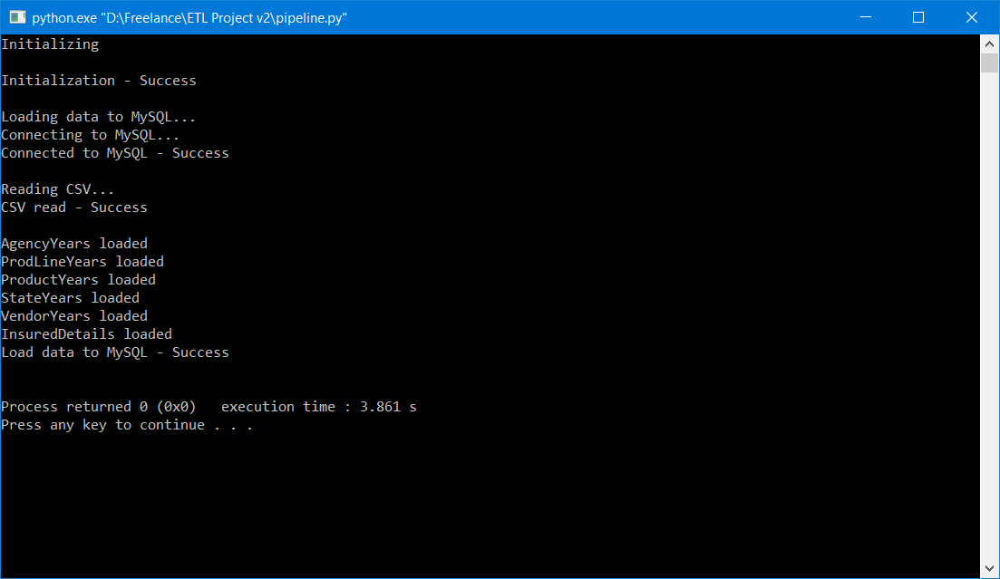 python.exe "D:\Freelance\ETL Project v2\pipeline.py"
Initializing
Initialization - Success
Loading data to MySQL...
Connecting to MySQL...
Connected to MySQL - Success
Reading CSV...
CSV read - Success
AgencyYears loaded
ProdLineYears loaded
ProductYears loaded
StateYears loaded
VendorYears loaded
InsuredDetails loaded
Load data to MySQL - Success
Process returned 0 (0x0)   execution time : 3.861 s
Press any key to continue . . .